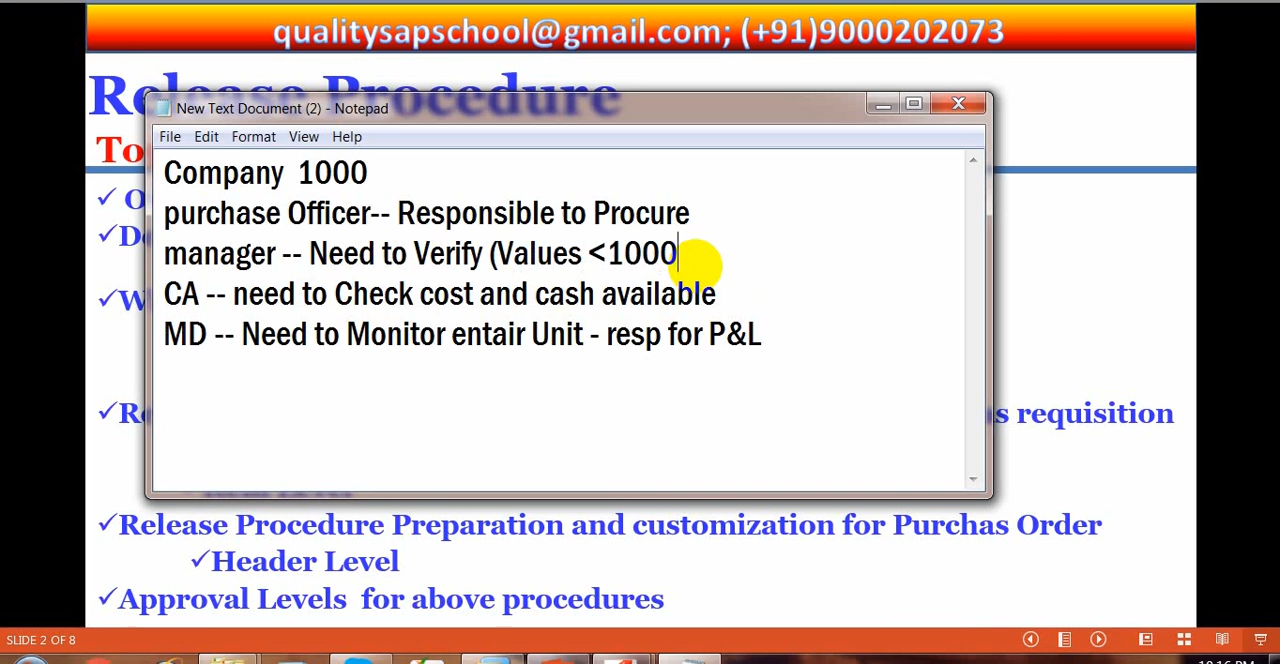 qualitysapschool@gmail.com; (+91)9000202073
Release Procedure
New Text Document (2) - Notepad
File Edit Format View Help
To
Company 1000
purchase Officer-- Responsible to Procure
manager -- Need to Verify (Values <1000
CA -- need to Check cost and cash available
MD -- Need to Monitor entair Unit - resp for P&L
requisition
✓Release Procedure Preparation and customization for Purchas Order
✓Header Level
✓Approval Levels for above procedures
SLIDE 2 OF 8